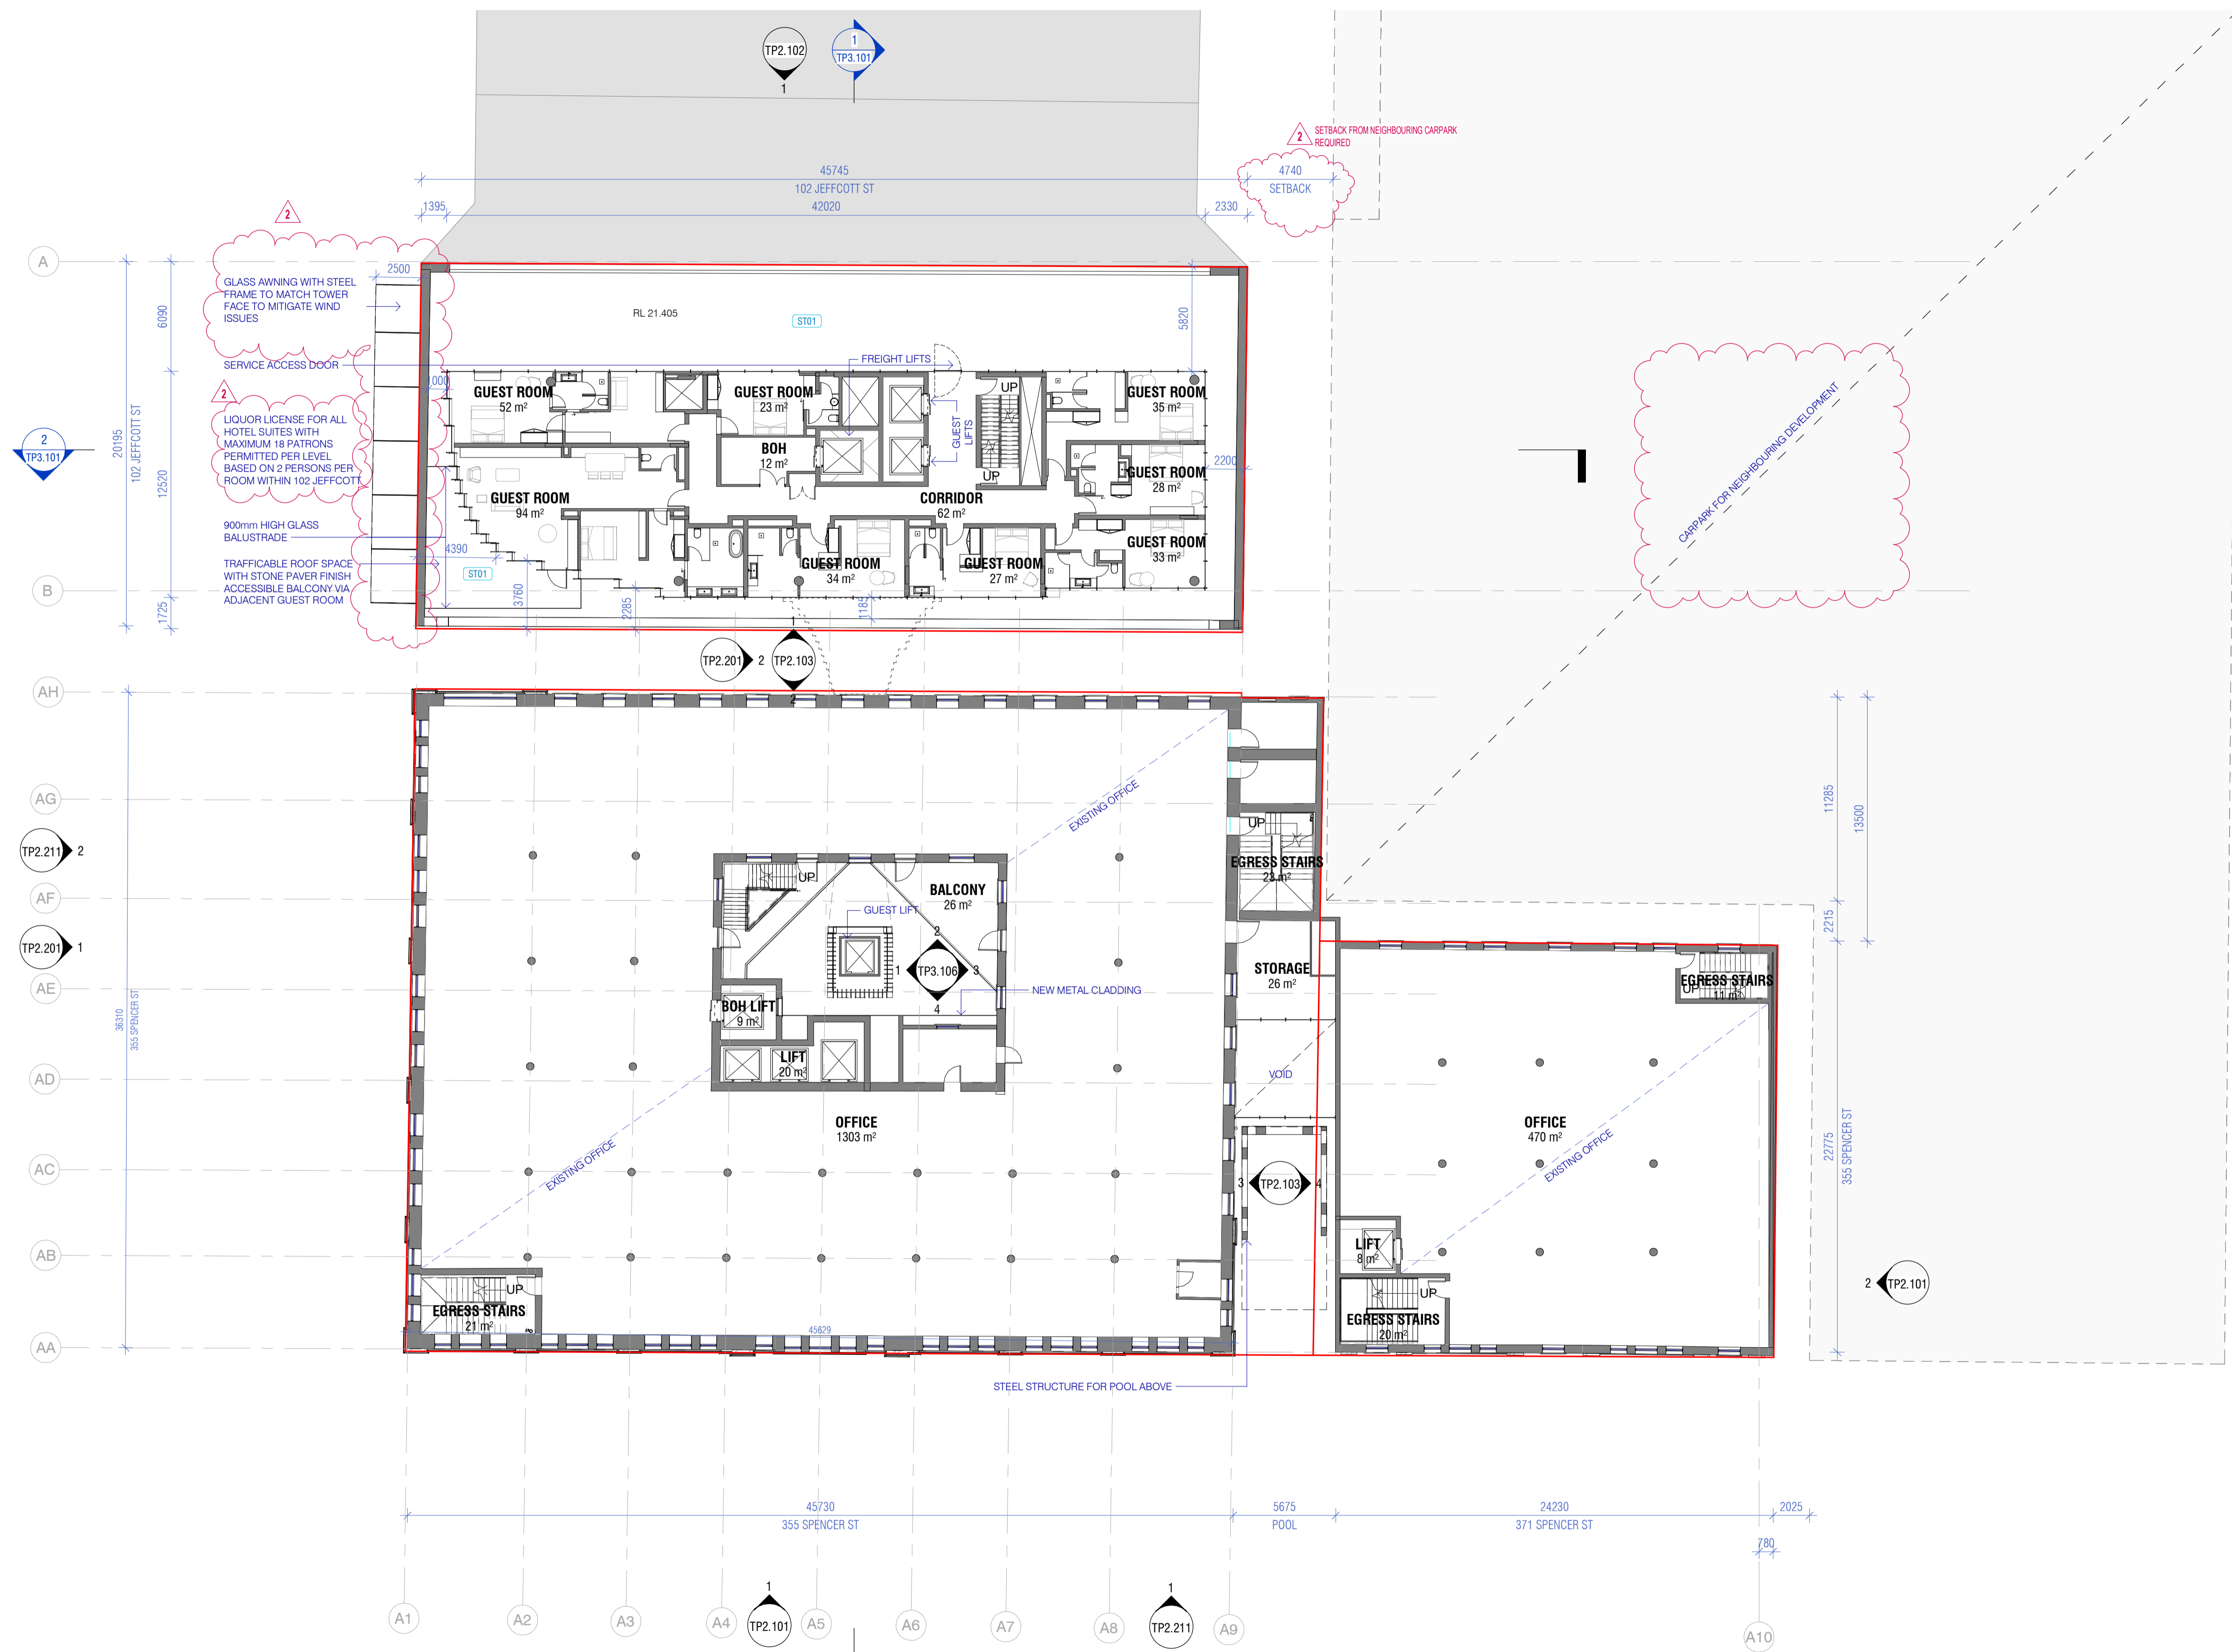 TP2.102
1
1
TP3.101
2
SETBACK FROM NEIGHBOURING CARPARK
REQUIRED
45745
102 JEFFCOTT ST
4740
SETBACK
1395
42020
2330
2
A
2500
GLASS AWNING WITH STEEL
FRAME TO MATCH TOWER
FACE TO MITIGATE WIND
ISSUES
6090
RL 21.405
ST01
5820
SERVICE ACCESS DOOR
FREIGHT LIFTS
1000
GUEST ROOM
52 m²
GUEST ROOM
23 m²
UP
GUEST ROOM
35 m²
2
LIQUOR LICENSE FOR ALL
HOTEL SUITES WITH
MAXIMUM 18 PATRONS
PERMITTED PER LEVEL
BASED ON 2 PERSONS PER
ROOM WITHIN 102 JEFFCOTT
2
TP3.101
20195
102 JEFFCOTT ST
12520
BOH
12 m²
GUEST
LIFTS
UP
GUEST ROOM
28 m²
2200
GUEST ROOM
94 m²
CORRIDOR
62 m²
CARPARK FOR NEIGHBOURING DEVELOPMENT
900mm HIGH GLASS
BALUSTRADE
4390
GUEST ROOM
33 m²
TRAFFICABLE ROOF SPACE
WITH STONE PAVER FINISH
ACCESSIBLE BALCONY VIA
ADJACENT GUEST ROOM
ST01
GUEST ROOM
34 m²
GUEST ROOM
27 m²
B
1725
3760
2285
1185
1
TP2.201
2
TP2.103
2
AH
AG
EXISTING OFFICE
11285
13500
UP
TP2.211
2
EGRESS STAIRS
23 m²
UP
BALCONY
26 m²
AF
GUEST LIFT
2215
TP2.201
1
2
1
TP3.106
3
4
STORAGE
26 m²
EGRESS STAIRS
UP
11 m²
AE
NEW METAL CLADDING
BOH LIFT
9 m²
36310
355 SPENCER ST
LIFT
20 m²
AD
VOID
OFFICE
1303 m²
OFFICE
470 m²
EXISTING OFFICE
EXISTING OFFICE
22775
355 SPENCER ST
AC
3
TP2.103
4
AB
LIFT
8 m²
UP
EGRESS STAIRS
21 m²
UP
EGRESS STAIRS
20 m²
2
TP2.101
45629
AA
STEEL STRUCTURE FOR POOL ABOVE
45730
355 SPENCER ST
5675
POOL
24230
371 SPENCER ST
2025
780
1
1
A1
A2
A3
A4
TP2.101
A5
A6
A7
A8
TP2.211
A9
A10